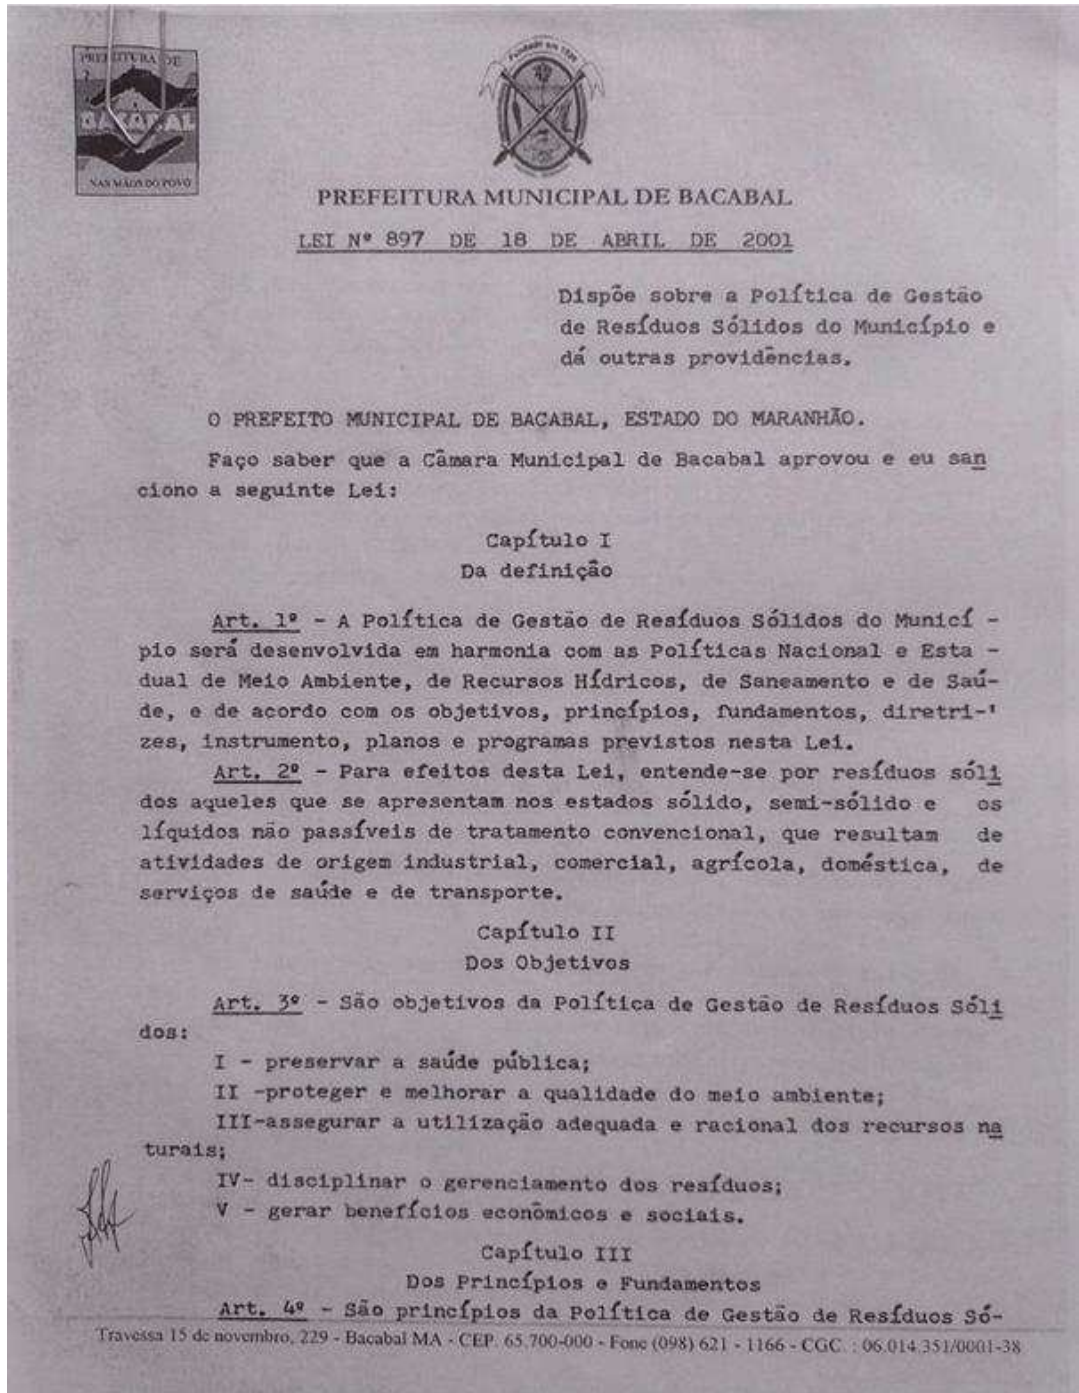 PREFEITURA DE
BACABAL
NAS MÃOS DO POVO
Fundado em 1920
PREFEITURA MUNICIPAL DE BACABAL
LEI Nº 897 DE 18 DE ABRIL DE 2001
Dispõe sobre a Política de Gestão
de Resíduos Sólidos do Município e
dá outras providências.
O PREFEITO MUNICIPAL DE BACABAL, ESTADO DO MARANHÃO.
Faço saber que a Câmara Municipal de Bacabal aprovou e eu san
ciono a seguinte Lei:
Capítulo I
Da definição
Art. 1º - A Política de Gestão de Resíduos Sólidos do Municí -
pio será desenvolvida em harmonia com as Políticas Nacional e Esta -
dual de Meio Ambiente, de Recursos Hídricos, de Saneamento e de Saú-
de, e de acordo com os objetivos, princípios, fundamentos, diretri-'
zes, instrumento, planos e programas previstos nesta Lei.
Art. 2º - Para efeitos desta Lei, entende-se por resíduos sóli
dos aqueles que se apresentam nos estados sólido, semi-sólido e os
líquidos não passíveis de tratamento convencional, que resultam de
atividades de origem industrial, comercial, agrícola, doméstica, de
serviços de saúde e de transporte.
Capítulo II
Dos Objetivos
Art. 3º - São objetivos da Política de Gestão de Resíduos Sóli
dos:
I - preservar a saúde pública;
II -proteger e melhorar a qualidade do meio ambiente;
III-assegurar a utilização adequada e racional dos recursos na
turais;
IV- disciplinar o gerenciamento dos resíduos;
V - gerar benefícios econômicos e sociais.
Capítulo III
Dos Princípios e Fundamentos
Art. 4º - São princípios da Política de Gestão de Resíduos Só-
Travessa 15 de novembro, 229 - Bacabal MA - CEP. 65.700-000 - Fone (098) 621 - 1166 - CGC. : 06.014.351/0001-38